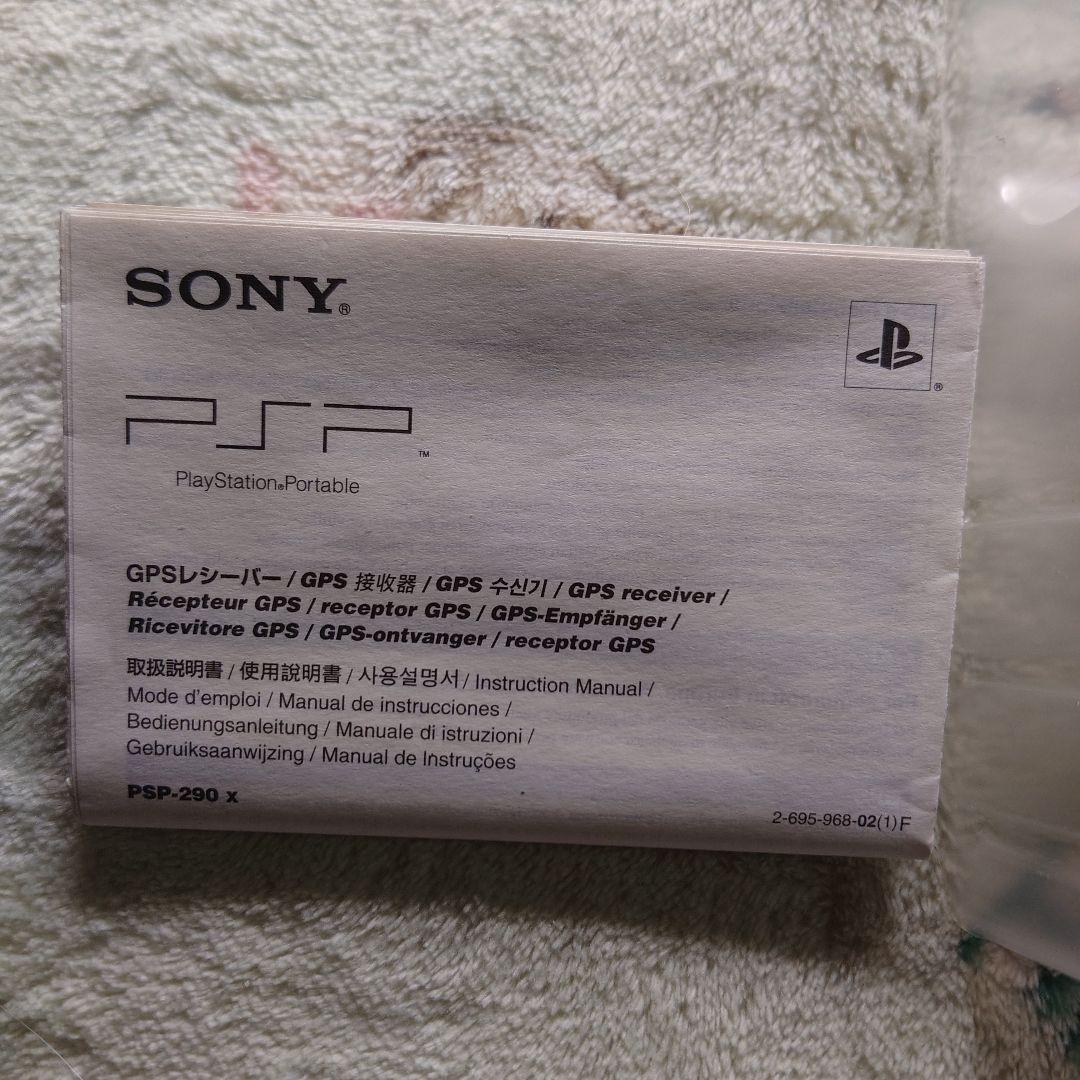 SONY®
PSP™
PlayStation®Portable
GPSレシーバー / GPS 接收器 / GPS 수신기 / GPS receiver /
Récepteur GPS / receptor GPS / GPS-Empfänger /
Ricevitore GPS / GPS-ontvanger / receptor GPS
取扱説明書 / 使用說明書 / 사용설명서 / Instruction Manual /
Mode d'emploi / Manual de instrucciones /
Bedienungsanleitung / Manuale di istruzioni /
Gebruiksaanwijzing / Manual de Instruções
PSP-290 x
2-695-968-02(1) F